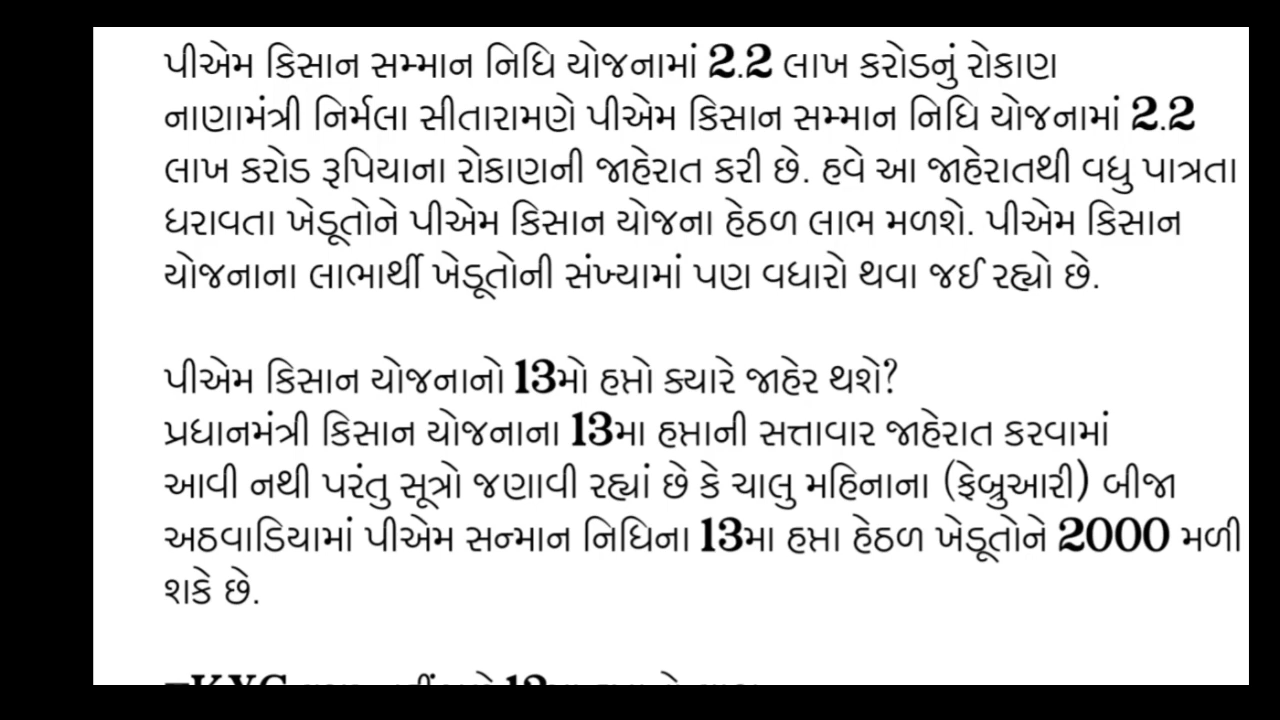 પીએમ કિસાન સમ્માન નિધિ યોજનામાં 2.2 લાખ કરોડનું રોકાણ
નાણામંત્રી નિર્મલા સીતારામણે પીએમ કિસાન સમ્માન નિધિ યોજનામાં 2.2
લાખ કરોડ રૂપિયાના રોકાણની જાહેરાત કરી છે. હવે આ જાહેરાતથી વધુ પાત્રતા
ધરાવતા ખેડૂતોને પીએમ કિસાન યોજના હેઠળ લાભ મળશે. પીએમ કિસાન
યોજનાના લાભાર્થી ખેડૂતોની સંખ્યામાં પણ વધારો થવા જઈ રહ્યો છે.
પીએમ કિસાન યોજનાનો 13મો હપ્તો ક્યારે જાહેર થશે?
પ્રધાનમંત્રી કિસાન યોજનાના 13મા હપ્તાની સત્તાવાર જાહેરાત કરવામાં
આવી નથી પરંતુ સૂત્રો જણાવી રહ્યાં છે કે ચાલુ મહિનાના (ફેબ્રુઆરી) બીજા
અઠવાડિયામાં પીએમ સન્માન નિધિના 13મા હપ્તા હેઠળ ખેડૂતોને 2000 મળી
શકે છે.